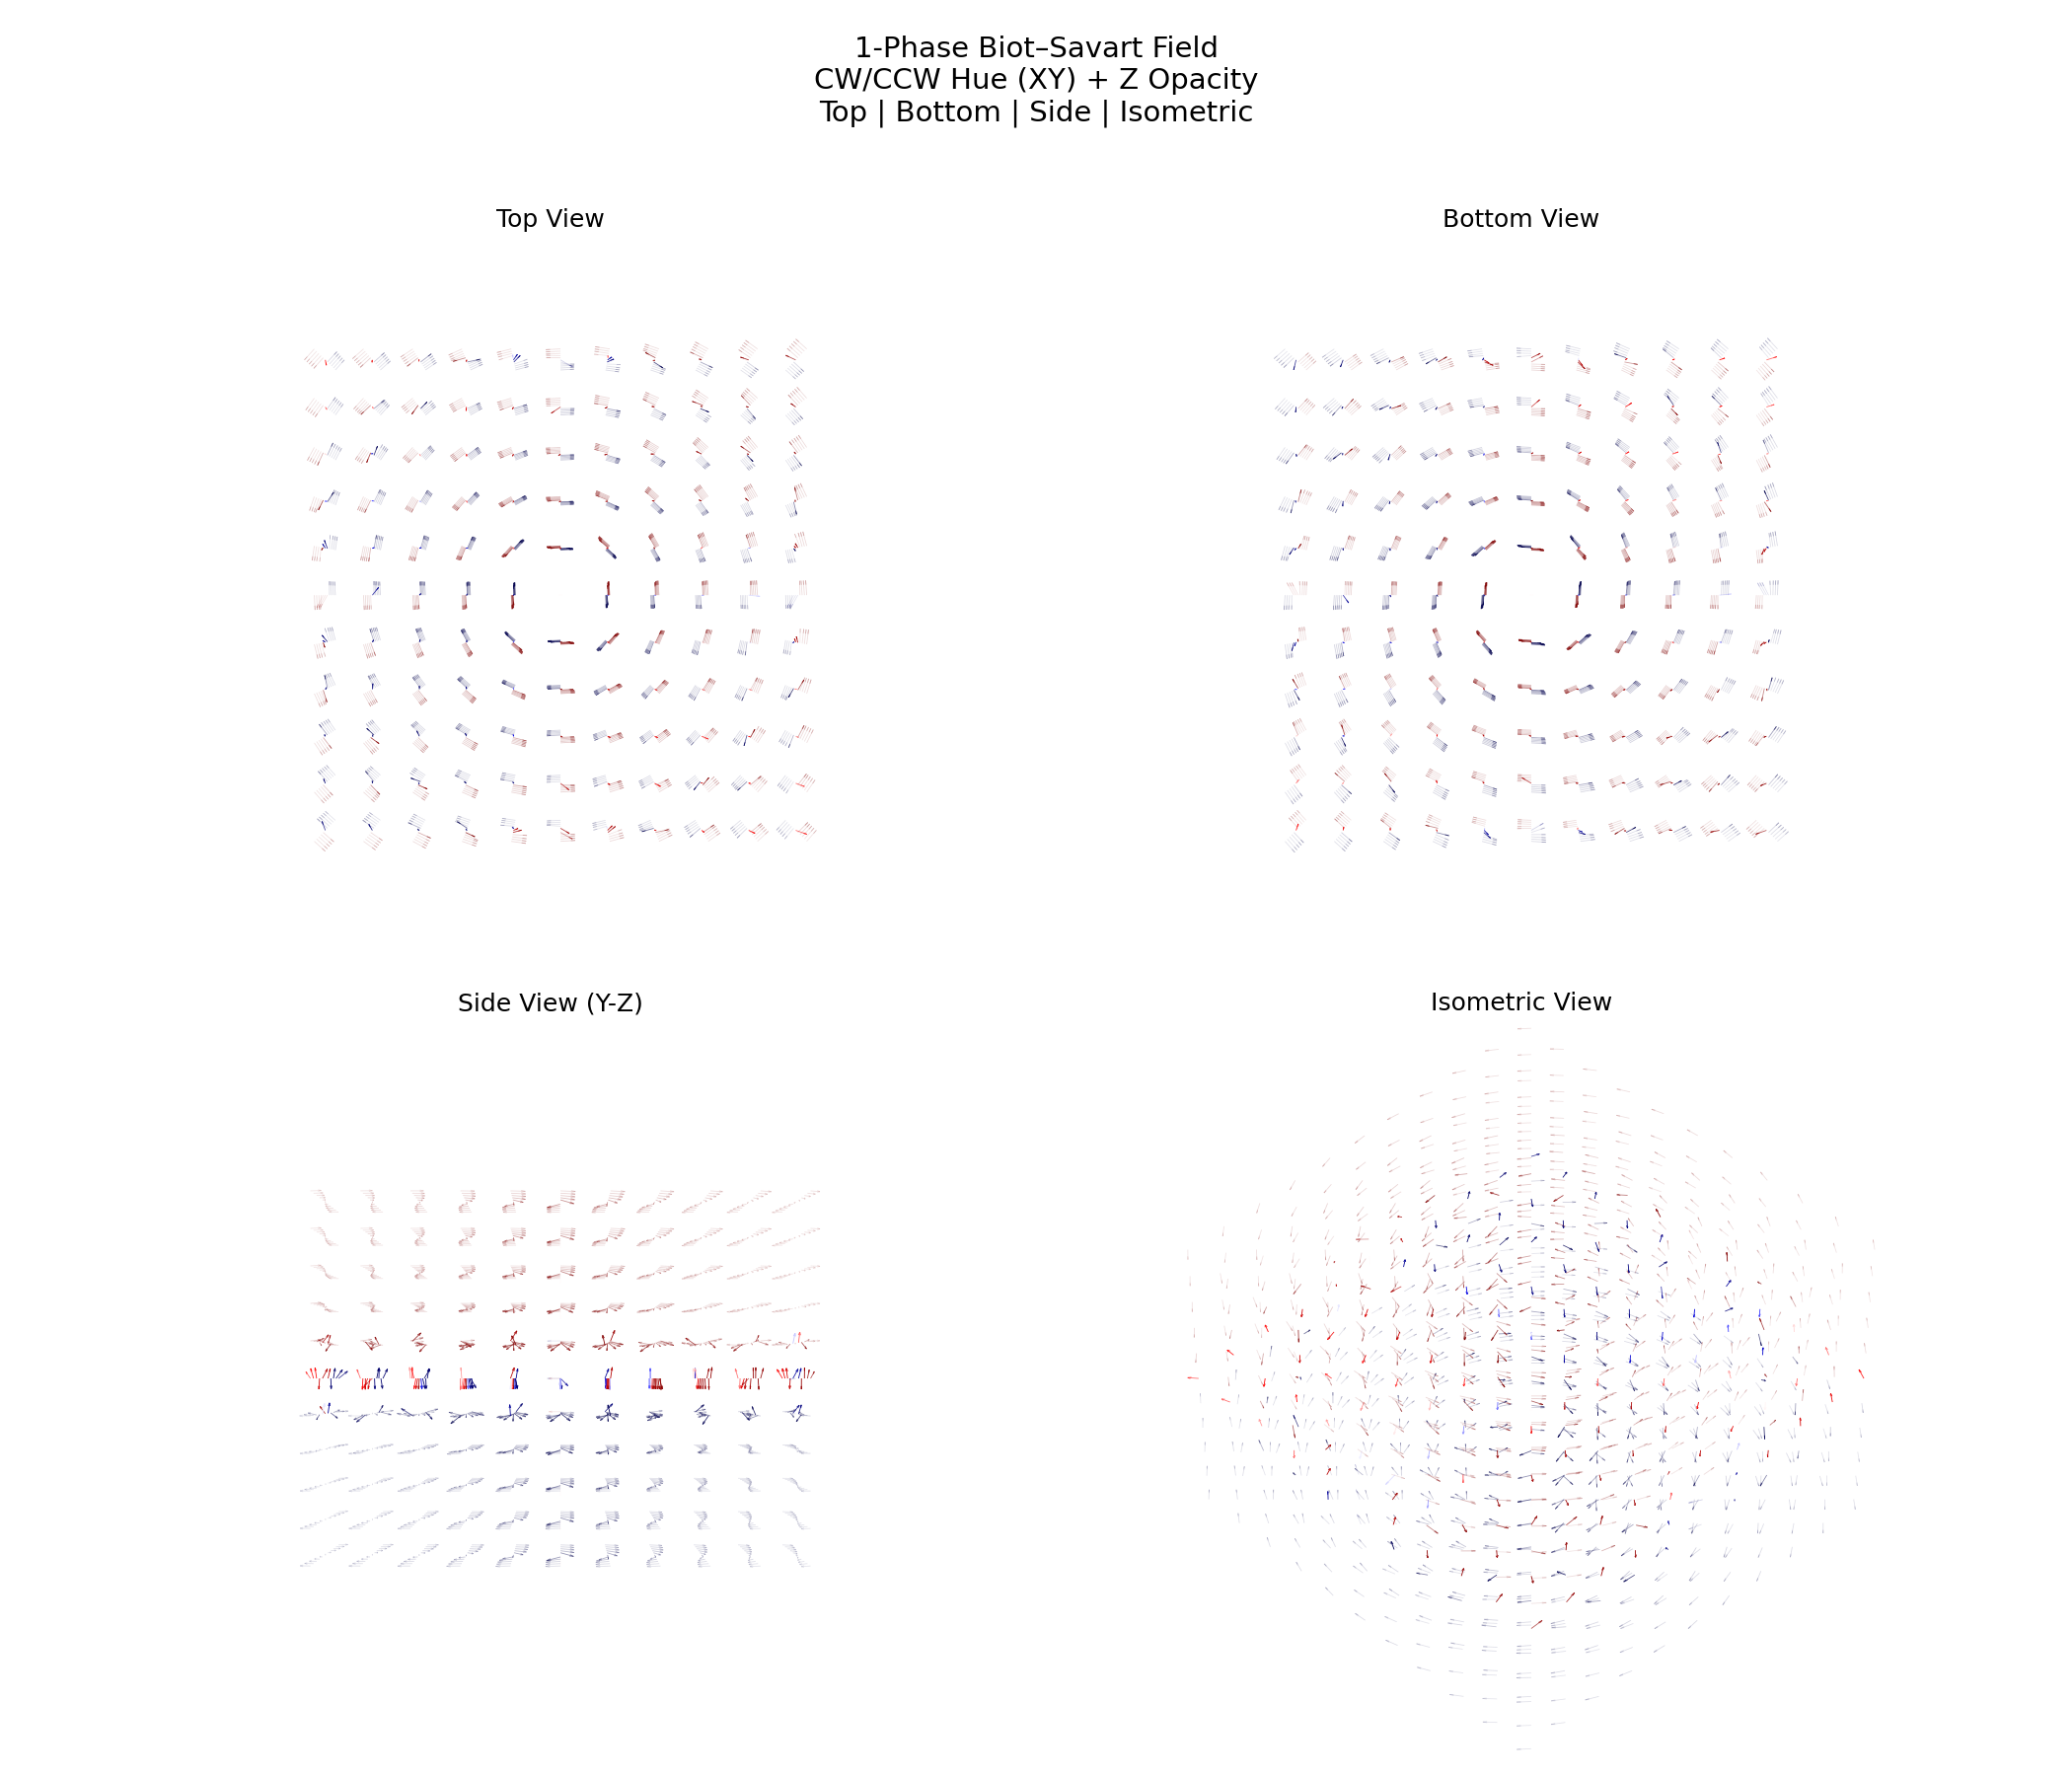 1-Phase Biot–Savart Field
CW/CCW Hue (XY) + Z Opacity
Top | Bottom | Side | Isometric
Top View
Bottom View
Side View (Y-Z)
Isometric View